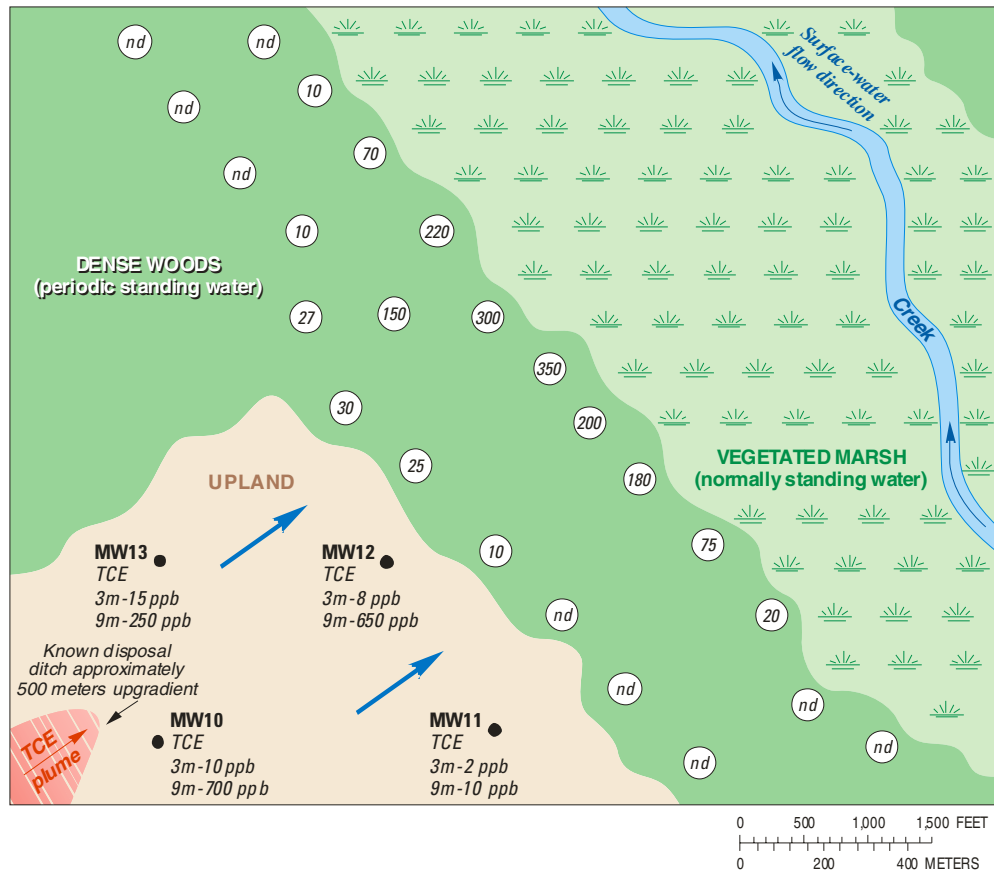 nd
nd
Surface-water
flow direction
10
nd
70
nd
10
220
DENSE WOODS
(periodic standing water)
27
150
300
Creek
350
30
200
25
VEGETATED MARSH
(normally standing water)
UPLAND
180
75
10
MW13
TCE
3m-15 ppb
9m-250 ppb
MW12
TCE
3m-8 ppb
9m-650 ppb
nd
20
Known disposal
ditch approximately
500 meters upgradient
nd
nd
TCE
plume
MW10
TCE
3m-10 ppb
9m-700 ppb
MW11
TCE
3m-2 ppb
9m-10 ppb
nd
nd
0 500 1,000 1,500 FEET
0 200 400 METERS